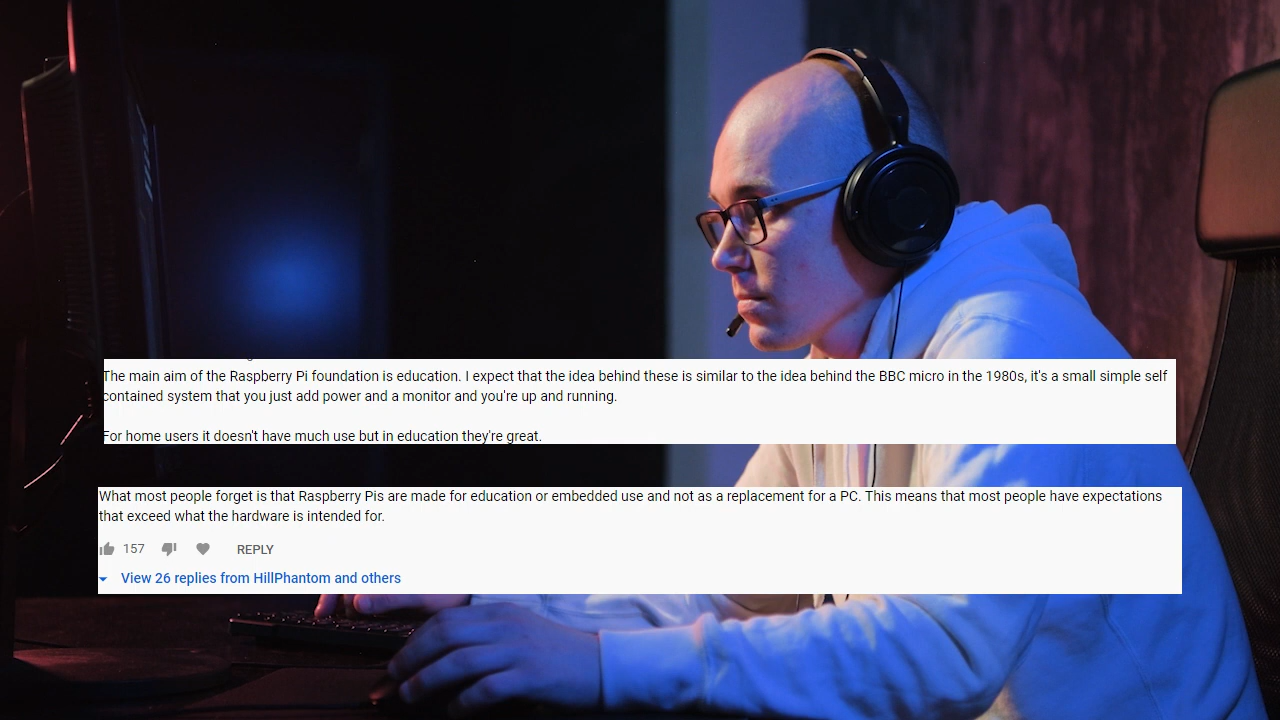 The main aim of the Raspberry Pi foundation is education. I expect that the idea behind these is similar to the idea behind the BBC micro in the 1980s, it's a small simple self
contained system that you just add power and a monitor and you're up and running.
For home users it doesn't have much use but in education they're great.
What most people forget is that Raspberry Pis are made for education or embedded use and not as a replacement for a PC. This means that most people have expectations
that exceed what the hardware is intended for.
157 REPLY
View 26 replies from HillPhantom and others